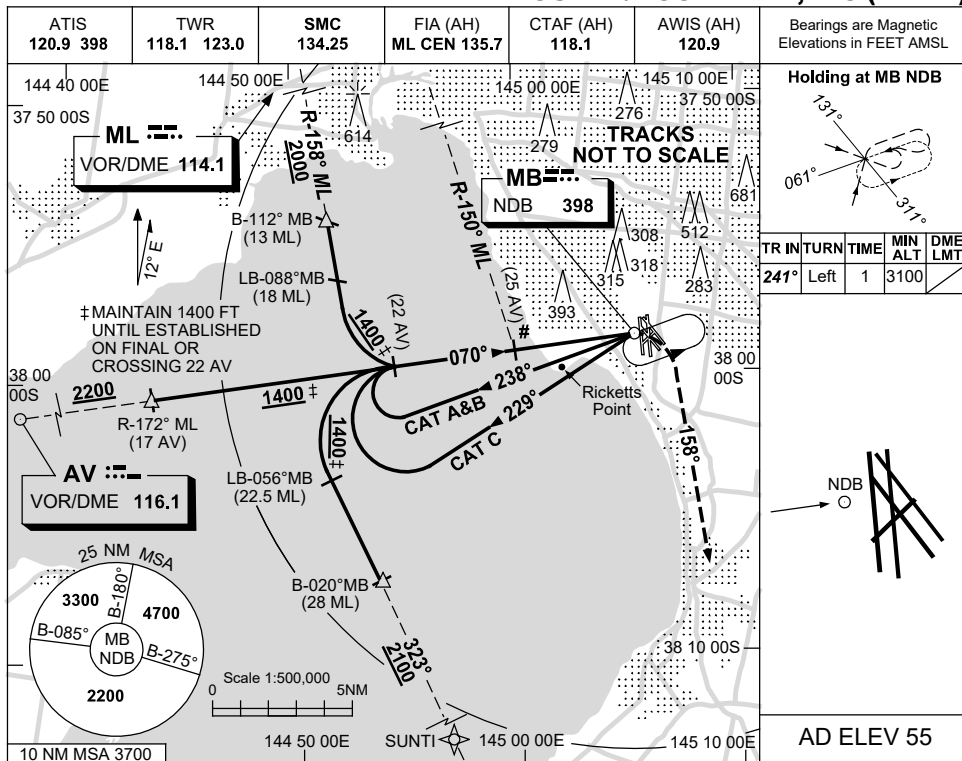 ATIS
120.9 398
TWR
118.1 123.0
SMC
134.25
FIA (AH)
ML CEN 135.7
CTAF (AH)
118.1
AWIS (AH)
120.9
Bearings are Magnetic
Elevations in FEET AMSL
144 40 00E
144 50 00E
145 00 00E
145 10 00E
37 50 00S
37 50 00S
ML
VOR/DME 114.1
R-158° ML
2000
614
R-150° ML
279
276
TRACKS
NOT TO SCALE
MB
NDB 398
681
512
308
318
315
283
393
12° E
B-112° MB
(13 ML)
LB-088°MB
(18 ML)
‡ MAINTAIN 1400 FT
UNTIL ESTABLISHED
ON FINAL OR
CROSSING 22 AV
1400 ‡
(22 AV)
(25 AV)
#
070°
238°
CAT A&B
229°
CAT C
Ricketts
Point
38 00
00S
38 00
00S
2200
1400 ‡
R-172° ML
(17 AV)
1400‡
158°
AV
VOR/DME 116.1
LB-056°MB
(22.5 ML)
B-020°MB
(28 ML)
323°
2100
25 NM MSA
3300
B-180°
4700
B-085°
MB
NDB
B-275°
2200
Scale 1:500,000
0
5NM
38 10 00S
10 NM MSA 3700
144 50 00E
SUNTI
145 00 00E
145 10 00E
Holding at MB NDB
131°
061°
311°
TR IN TURN TIME MIN ALT DME LMT
241° Left 1 3100
NDB
AD ELEV 55